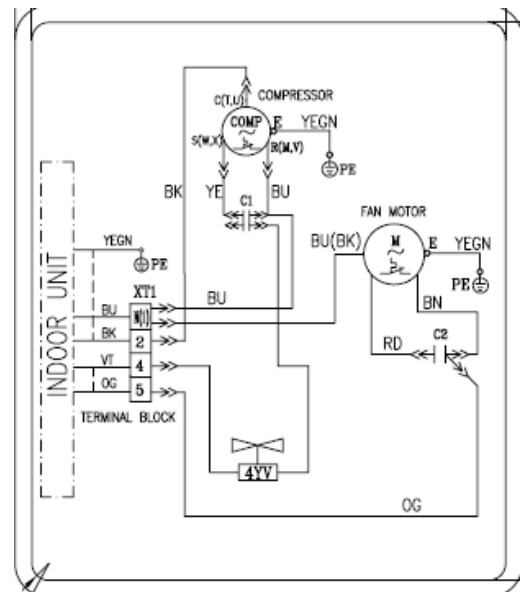 C(T,U)
COMPRESSOR
COMP
E
YEGN
S(W,X)
R(M,V)
PE
BK
YE
BU
C1
FAN MOTOR
BU(BK)
M
E
YEGN
PE
YEGN
PE
INDOOR UNIT
XT1
BU
N(1)
BU
BN
BK
2
C2
RD
VT
4
OG
5
TERMINAL BLOCK
4YV
OG